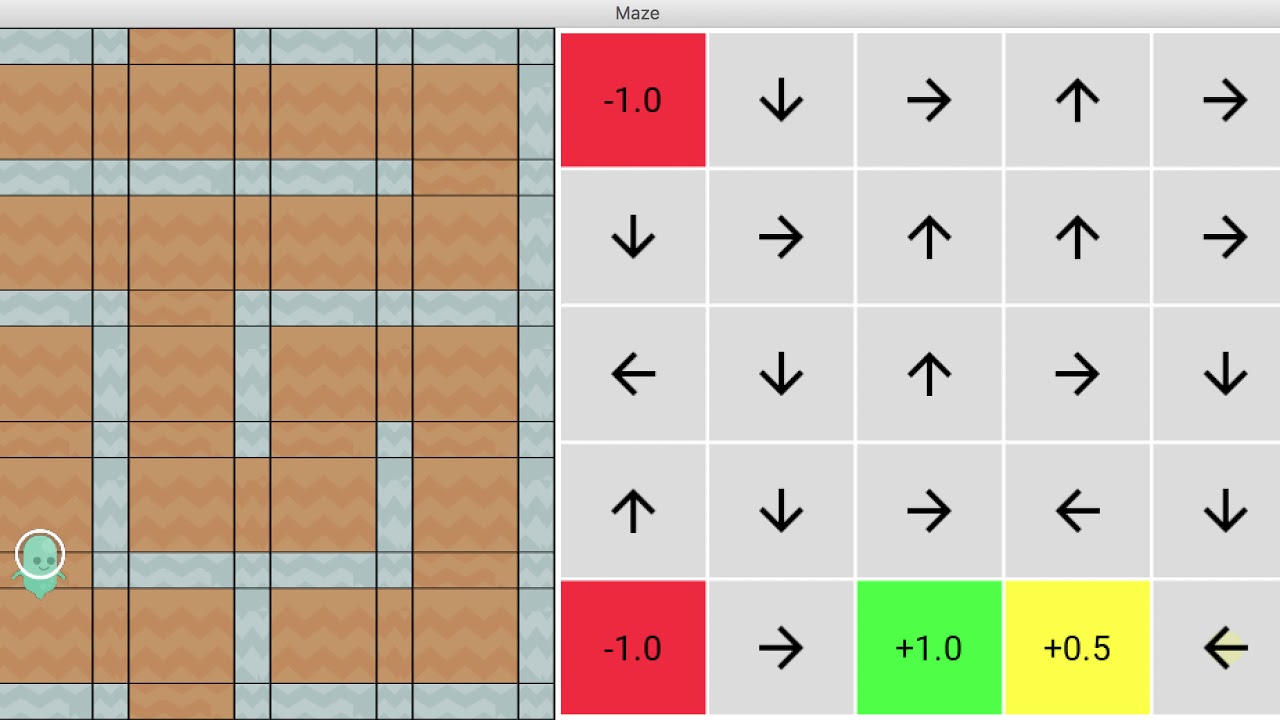 Maze
-1.0 ↓ → ↑ →
↓ → ↑ ↑ →
← ↓ ↑ → ↓
↑ ↓ → ← ↓
-1.0 → +1.0 +0.5 ←